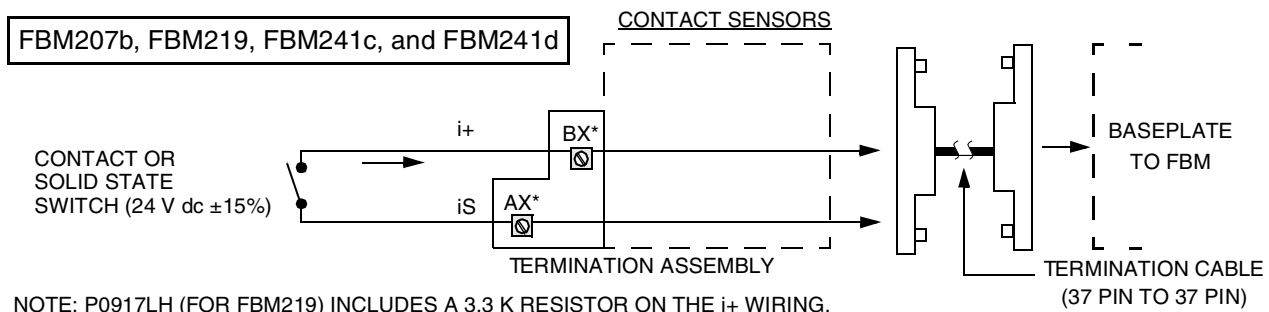 CONTACT SENSORS
FBM207b, FBM219, FBM241c, and FBM241d
i+
BX*
CONTACT OR
SOLID STATE
SWITCH (24 V dc ±15%)
iS
AX*
BASEPLATE
TO FBM
TERMINATION ASSEMBLY
TERMINATION CABLE
(37 PIN TO 37 PIN)
NOTE: P0917LH (FOR FBM219) INCLUDES A 3.3 K RESISTOR ON THE i+ WIRING.